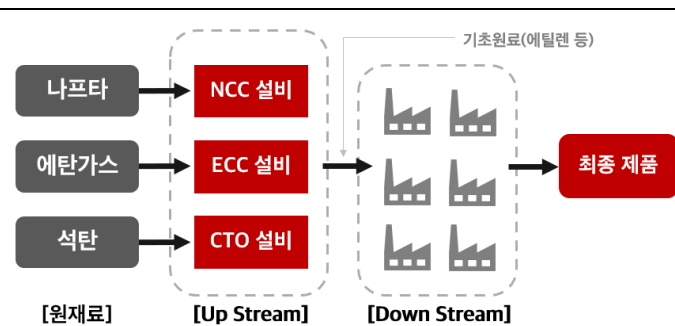 기초원료(에틸렌 등)
나프타
NCC 설비
에탄가스
ECC 설비
최종 제품
석탄
CTO 설비
[원재료]
[Up Stream]
[Down Stream]